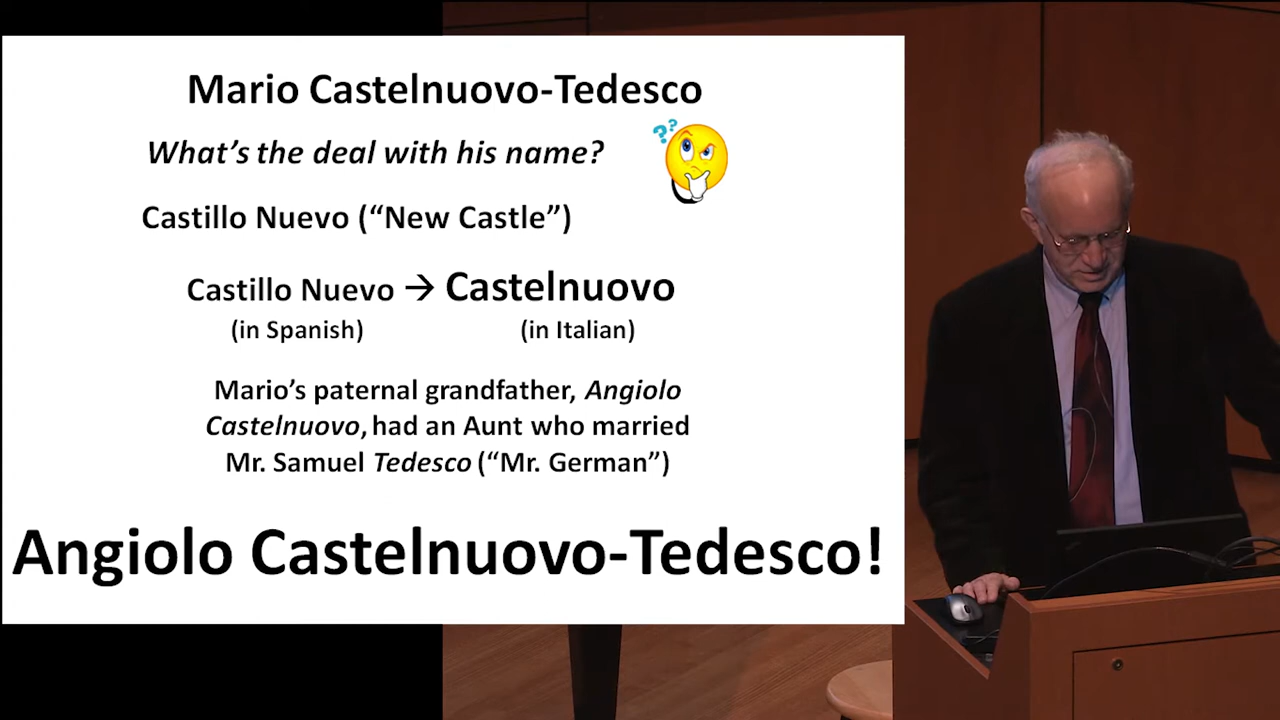 Mario Castelnuovo-Tedesco
What's the deal with his name?
??
Castillo Nuevo (“New Castle”)
Castillo Nuevo → Castelnuovo
(in Spanish) (in Italian)
Mario's paternal grandfather, Angiolo
Castelnuovo, had an Aunt who married
Mr. Samuel Tedesco (“Mr. German”)
Angiolo Castelnuovo-Tedesco!